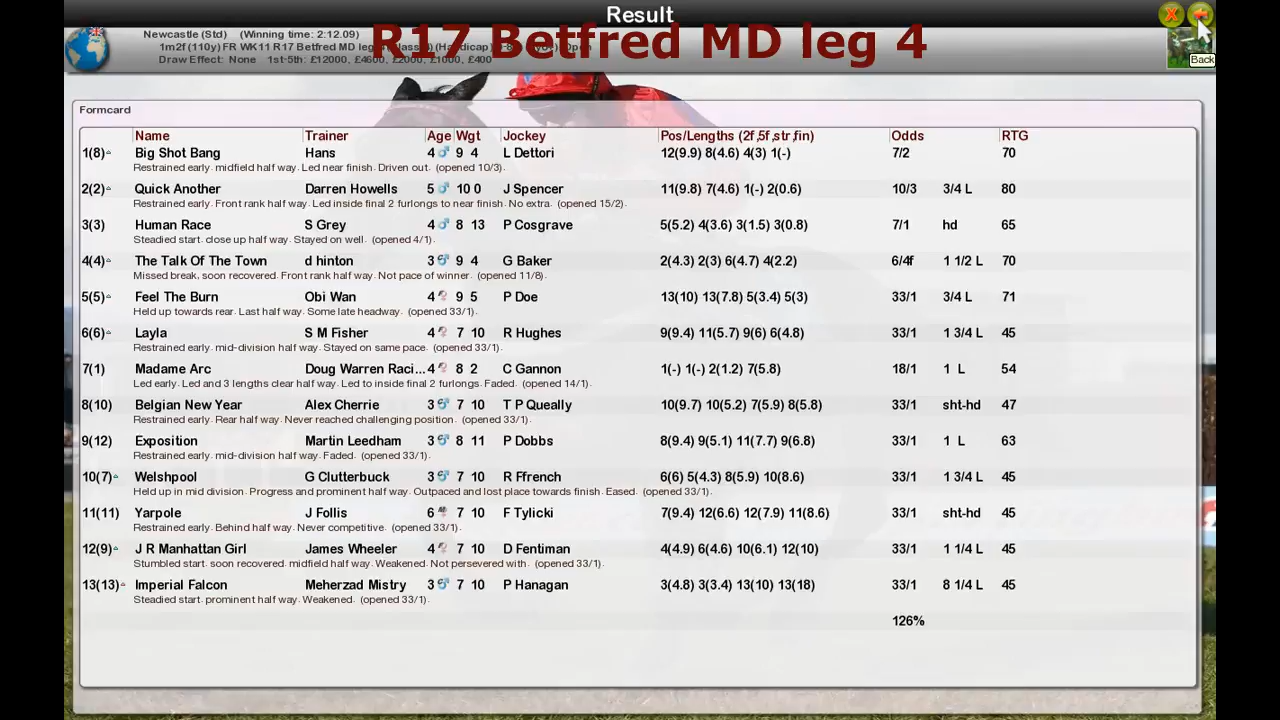 Result
Newcastle (Std) (Winning time: 2:12.09)
1m2f(110y) FR WK11 R17 Betfred MD leg
R17 Betfred MD leg 4
Draw Effect: None 1st-5th: £12000, £4600, £2000, £1000, £400
Back
Formcard
Name Trainer Age Wgt Jockey Pos/Lengths (2f,5f,str,fin) Odds RTG
1(8) Big Shot Bang Hans 4 9 4 L Dettori 12(9.9) 8(4.6) 4(3) 1(-) 7/2 70
Restrained early. midfield half way. Led near finish. Driven out. (opened 10/3).
2(2) Quick Another Darren Howells 5 10 0 J Spencer 11(9.8) 7(4.6) 1(-) 2(0.6) 10/3 3/4 L 80
Restrained early. Front rank half way. Led inside final 2 furlongs to near finish. No extra. (opened 15/2).
3(3) Human Race S Grey 4 8 13 P Cosgrave 5(5.2) 4(3.6) 3(1.5) 3(0.8) 7/1 hd 65
Steadied start. close up half way. Stayed on well. (opened 4/1).
4(4) The Talk Of The Town d hinton 3 9 4 G Baker 2(4.3) 2(3) 6(4.7) 4(2.2) 6/4f 1 1/2 L 70
Missed break, soon recovered. Front rank half way. Not pace of winner. (opened 11/8).
5(5) Feel The Burn Obi Wan 4 9 5 P Doe 13(10) 13(7.8) 5(3.4) 5(3) 33/1 3/4 L 71
Held up towards rear. Last half way. Some late headway. (opened 33/1).
6(6) Layla S M Fisher 4 7 10 R Hughes 9(9.4) 11(5.7) 9(6) 6(4.8) 33/1 1 3/4 L 45
Restrained early. mid-division half way. Stayed on same pace. (opened 33/1).
7(1) Madame Arc Doug Warren Raci... 4 8 2 C Gannon 1(-) 1(-) 2(1.2) 7(5.8) 18/1 1 L 54
Led early. Led and 3 lengths clear half way. Led to inside final 2 furlongs. Faded. (opened 14/1).
8(10) Belgian New Year Alex Cherrie 3 7 10 T P Queally 10(9.7) 10(5.2) 7(5.9) 8(5.8) 33/1 sht-hd 47
Restrained early. Rear half way. Never reached challenging position. (opened 33/1).
9(12) Exposition Martin Leedham 3 8 11 P Dobbs 8(9.4) 9(5.1) 11(7.7) 9(6.8) 33/1 1 L 63
Restrained early. mid-division half way. Faded. (opened 33/1).
10(7) Welshpool G Clutterbuck 3 7 10 R Ffrench 6(6) 5(4.3) 8(5.9) 10(8.6) 33/1 1 3/4 L 45
Held up in mid division. Progress and prominent half way. Outpaced and lost place towards finish. Eased. (opened 33/1).
11(11) Yarpole J Follis 6 7 10 F Tylicki 7(9.4) 12(6.6) 12(7.9) 11(8.6) 33/1 sht-hd 45
Restrained early. Behind half way. Never competitive. (opened 33/1).
12(9) J R Manhattan Girl James Wheeler 4 7 10 D Fentiman 4(4.9) 6(4.6) 10(6.1) 12(10) 33/1 1 1/4 L 45
Stumbled start. soon recovered. midfield half way. Weakened. Not persevered with. (opened 33/1).
13(13) Imperial Falcon Meherzad Mistry 3 7 10 P Hanagan 3(4.8) 3(3.4) 13(10) 13(18) 33/1 8 1/4 L 45
Steadied start. prominent half way. Weakened. (opened 33/1).
126%